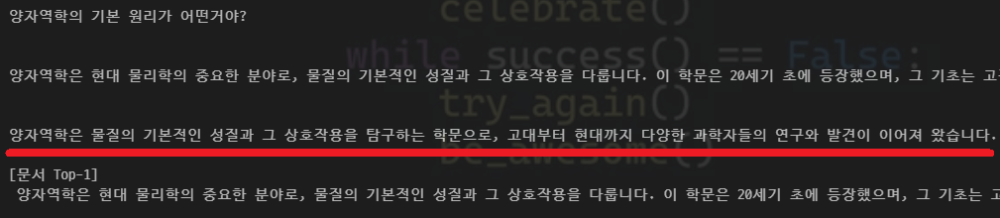 celebrate()
양자역학의 기본 원리가 어떤거야?
while success() == False:
양자역학은 현대 물리학의 중요한 분야로, 물질의 기본적인 성질과 그 상호작용을 다룹니다. 이 학문은 20세기 초에 등장했으며, 그 기초는 고
try_again()
양자역학은 물질의 기본적인 성질과 그 상호작용을 탐구하는 학문으로, 고대부터 현대까지 다양한 과학자들의 연구와 발견이 이어져 왔습니다.
be_awesome()
[문서 Top-1]
양자역학은 현대 물리학의 중요한 분야로, 물질의 기본적인 성질과 그 상호작용을 다룹니다. 이 학문은 20세기 초에 등장했으며, 그 기초는 고